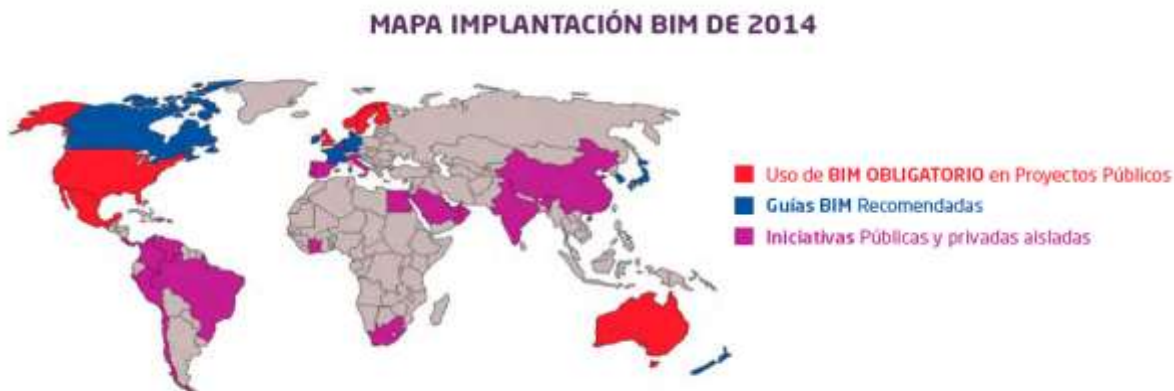 MAPA IMPLANTACIÓN BIM DE 2014
Uso de BIM OBLIGATORIO en Proyectos Públicos
Guías BIM Recomendadas
Iniciativas Públicas y privadas aisladas